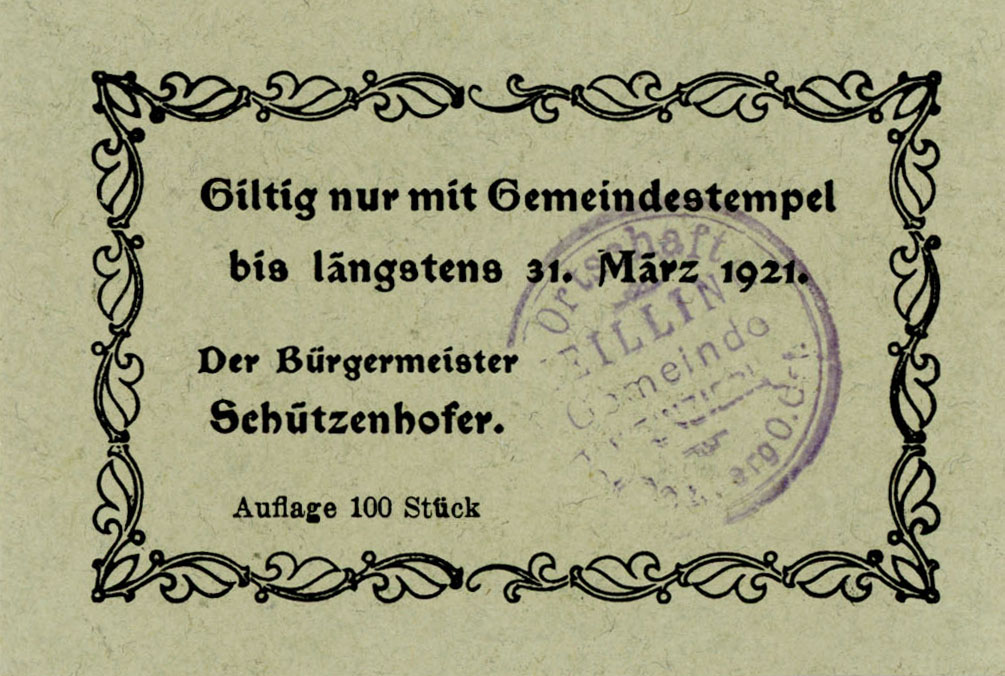 Giltig nur mit Gemeindestempel
bis längstens 31. März 1921.
Der Bürgermeister
Schützenhofer.
Auflage 100 Stück
Ortschaft
Gemeinde